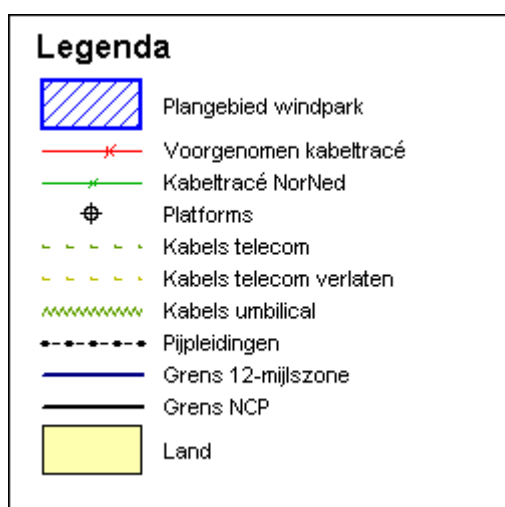 Legenda
Plangebied windpark
Voorgenomen kabeltracé
Kabeltracé NorNed
Platforms
Kabels telecom
Kabels telecom verlaten
Kabels umbilical
Pijpleidingen
Grens 12-mijlszone
Grens NCP
Land